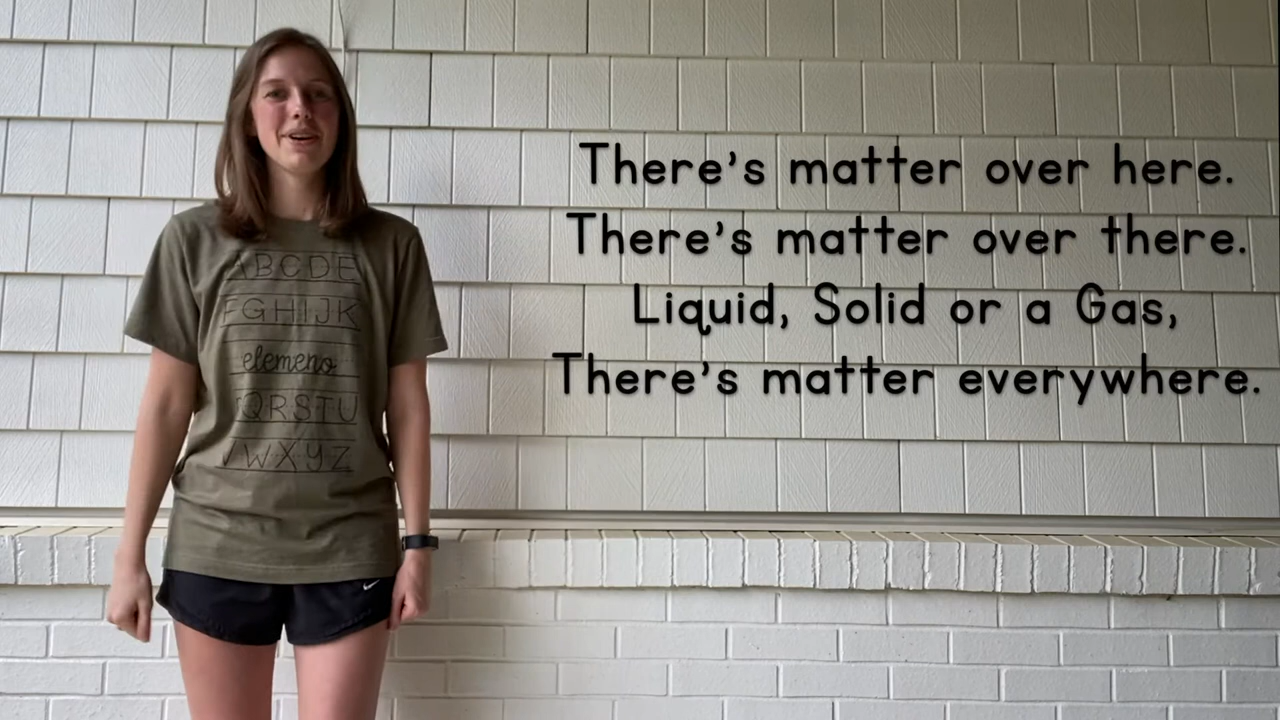 There's matter over here.
There's matter over there.
Liquid, Solid or a Gas,
There's matter everywhere.
ABCDE
FGHIJK
elemeno
QRSTU
VWXYZ